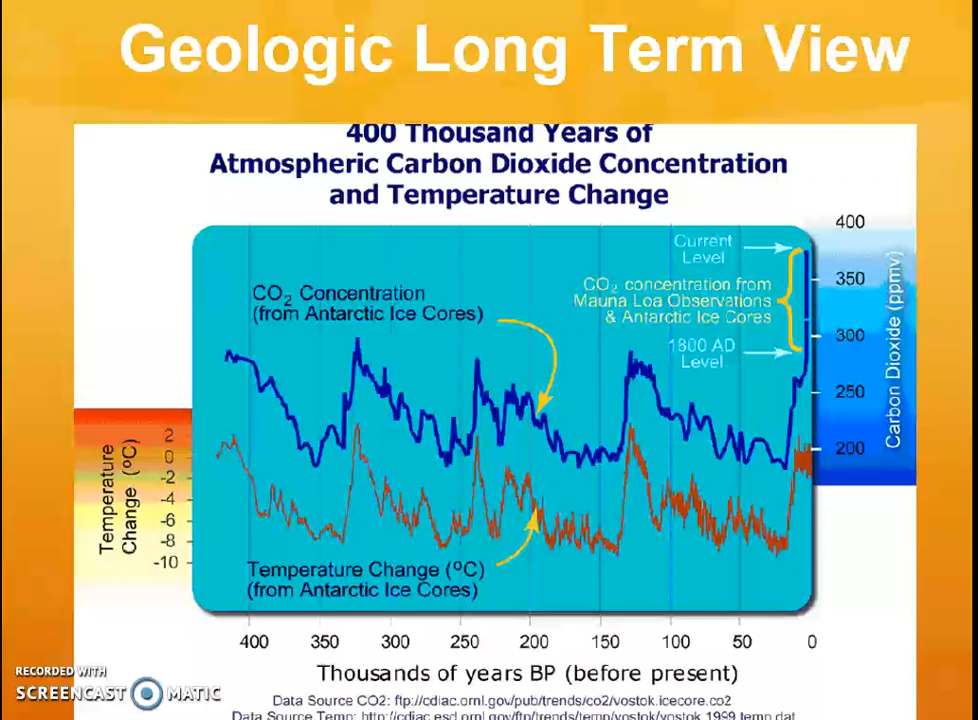 Geologic Long Term View
400 Thousand Years of
Atmospheric Carbon Dioxide Concentration
and Temperature Change
400
Current
Level
350
CO2 Concentration
(from Antarctic Ice Cores)
CO2 concentration from
Mauna Loa Observations
& Antarctic Ice Cores
300
1800 AD
Level
250
200
Carbon Dioxide (ppmv)
2
0
-2
-4
-6
-8
-10
Temperature
Change (ºC)
Temperature Change (ºC)
(from Antarctic Ice Cores)
400 350 300 250 200 150 100 50 0
Thousands of years BP (before present)
RECORDED WITH
SCREENCAST MATIC
Data Source CO2: ftp://cdiac.ornl.gov/pub/trends/co2/vostok.icecore.co2
Data Source Temp: http://cdiac.esd.ornl.gov/ftp/trends/temp/vostok/vostok.1999.temp.dat